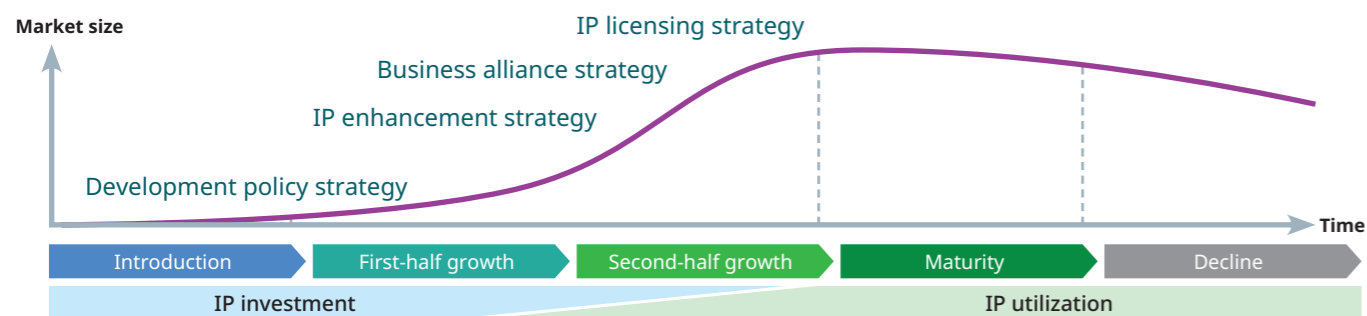 Market size
IP licensing strategy
Business alliance strategy
IP enhancement strategy
Development policy strategy
Time
Introduction
First-half growth
Second-half growth
Maturity
Decline
IP investment
IP utilization